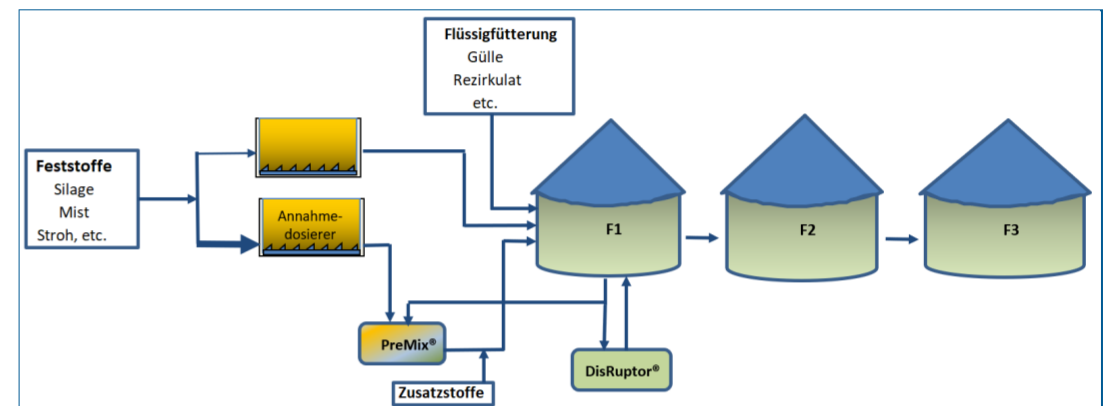 Flüssigfütterung
Gülle
Rezirkulat
etc.
Feststoffe
Silage
Mist
Stroh, etc.
Annahme-
dosierer
F1
F2
F3
PreMix®
DisRuptor®
Zusatzstoffe